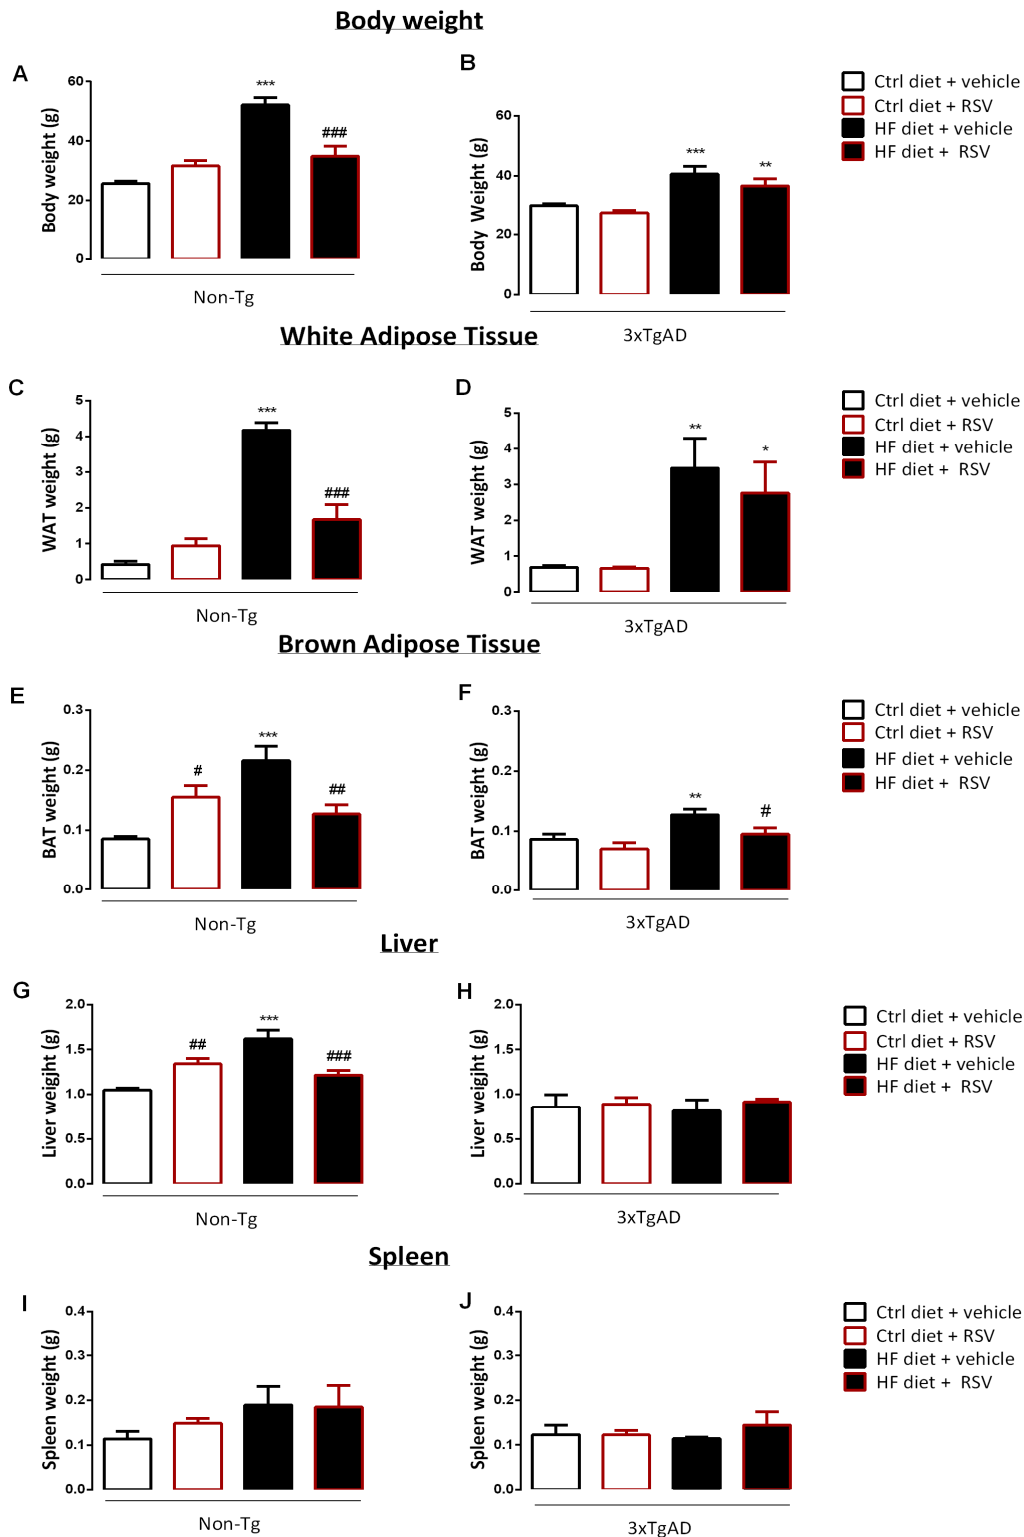 Body weight
A
***
###
Body weight (g)
60
40
20
0
Non-Tg
B
***
**
Body Weight (g)
60
40
20
0
3xTgAD
Ctrl diet + vehicle
Ctrl diet + RSV
HF diet + vehicle
HF diet + RSV
White Adipose Tissue
C
***
###
WAT weight (g)
5
4
3
2
1
0
Non-Tg
D
**
*
WAT weight (g)
5
4
3
2
1
0
3xTgAD
Ctrl diet + vehicle
Ctrl diet + RSV
HF diet + vehicle
HF diet + RSV
Brown Adipose Tissue
E
#
***
##
BAT weight (g)
0.3
0.2
0.1
0.0
Non-Tg
F
**
#
BAT weight (g)
0.3
0.2
0.1
0.0
3xTgAD
Ctrl diet + vehicle
Ctrl diet + RSV
HF diet + vehicle
HF diet + RSV
Liver
G
##
***
###
Liver weigjht (g)
2.0
1.5
1.0
0.5
0.0
Non-Tg
H
Liver weight (g)
2.0
1.5
1.0
0.5
0.0
3xTgAD
Ctrl diet + vehicle
Ctrl diet + RSV
HF diet + vehicle
HF diet + RSV
Spleen
I
Spleen weight (g)
0.4
0.3
0.2
0.1
0.0
Non-Tg
J
Spleen weight (g)
0.4
0.3
0.2
0.1
0.0
3xTgAD
Ctrl diet + vehicle
Ctrl diet + RSV
HF diet + vehicle
HF diet + RSV